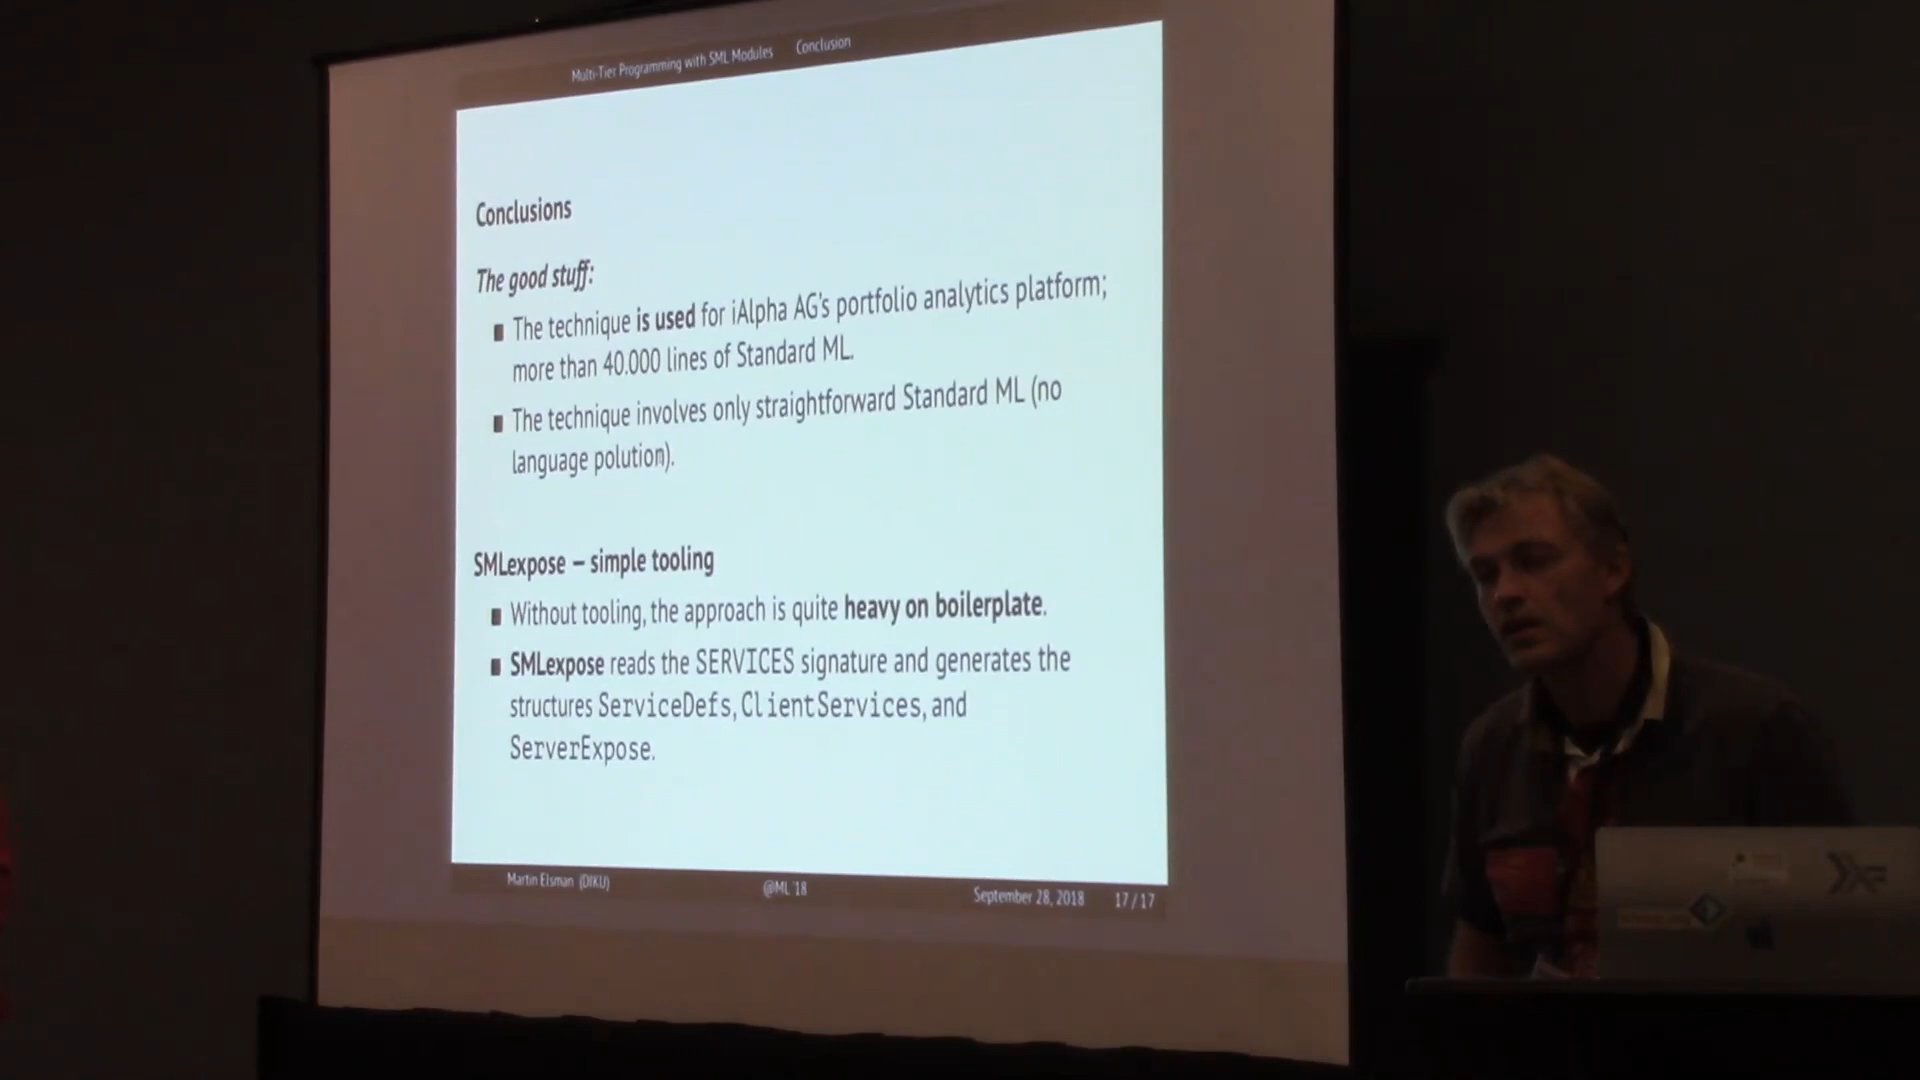 Multi-Tier Programming with SML Modules Conclusion
Conclusions
The good stuff:
The technique is used for iAlpha AG's portfolio analytics platform;
more than 40.000 lines of Standard ML.
The technique involves only straightforward Standard ML (no
language polution).
SMLexpose – simple tooling
Without tooling, the approach is quite heavy on boilerplate.
SMLexpose reads the SERVICES signature and generates the
structures ServiceDefs, ClientServices, and
ServerExpose.
Martin Elsman (DIKU) @ML '18 September 28, 2018 17/17